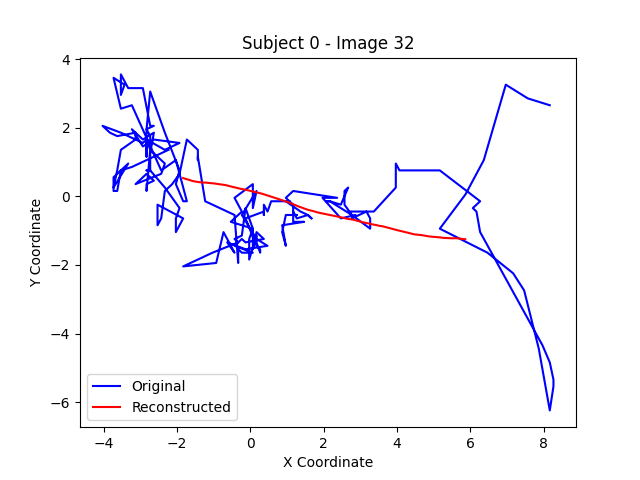 Subject 0 - Image 32
4
2
0
−2
−4
−6
Y Coordinate
Original
Reconstructed
−4 −2 0 2 4 6 8
X Coordinate